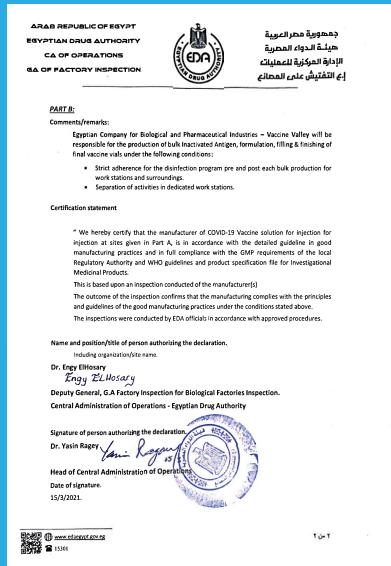 ARAB REPUBLIC OF EGYPT
EGYPTIAN DRUG AUTHORITY
CA OF OPERATIONS
GA OF FACTORY INSPECTION
EDA
جمهورية مصر العربية
هيئة الدواء المصرية
الإدارة المركزية للعمليات
إ.ع التفتيش على المصانع
PART B:
Comments/remarks:
Egyptian Company for Biological and Pharmaceutical Industries – Vaccine Valley will be
responsible for the production of bulk Inactivated Antigen, formulation, filling & finishing of
final vaccine vials under the following conditions:
• Strict adherence for the disinfection program pre and post each bulk production for
work stations and surroundings.
• Separation of activities in dedicated work stations.
Certification statement
" We hereby certify that the manufacturer of COVID-19 Vaccine solution for injection for
injection at sites given in Part A, is in accordance with the detailed guideline in good
manufacturing practices and in full compliance with the GMP requirements of the local
Regulatory Authority and WHO guidelines and product specification file for Investigational
Medicinal Products.
This is based upon an inspection conducted of the manufacturer(s)
The outcome of the inspection confirms that the manufacturing complies with the principles
and guidelines of the good manufacturing practices under the conditions stated above.
The inspections were conducted by EDA officials in accordance with approved procedures.
Name and position/title of person authorizing the declaration.
Including organization/site name.
Dr. Engy ElHosary
Engy ELHosary
Deputy General, G.A Factory Inspection for Biological Factories Inspection.
Central Administration of Operations - Egyptian Drug Authority
Signature of person authorizing the declaration.
Dr. Yasin Ragey
Yasin Ragey
Head of Central Administration of Operations
Date of signature.
15/3/2021.
www.edaegypt.gov.eg
15301
٢ من ٢